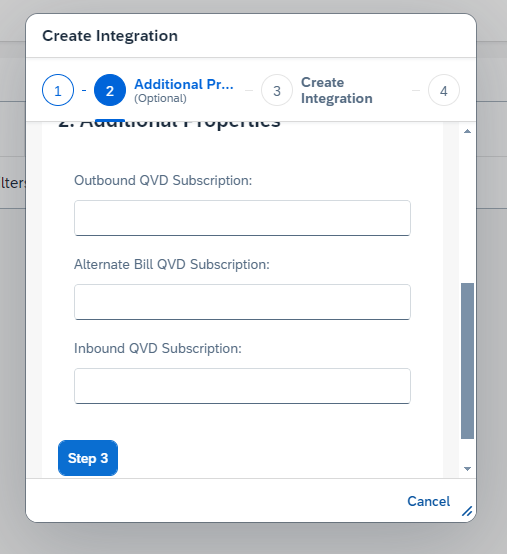 Create Integration
1 - 2 Additional Pr... (Optional) - 3 Create Integration - 4
2. Additional Properties
lters
Outbound QVD Subscription:
Alternate Bill QVD Subscription:
Inbound QVD Subscription:
Step 3
Cancel